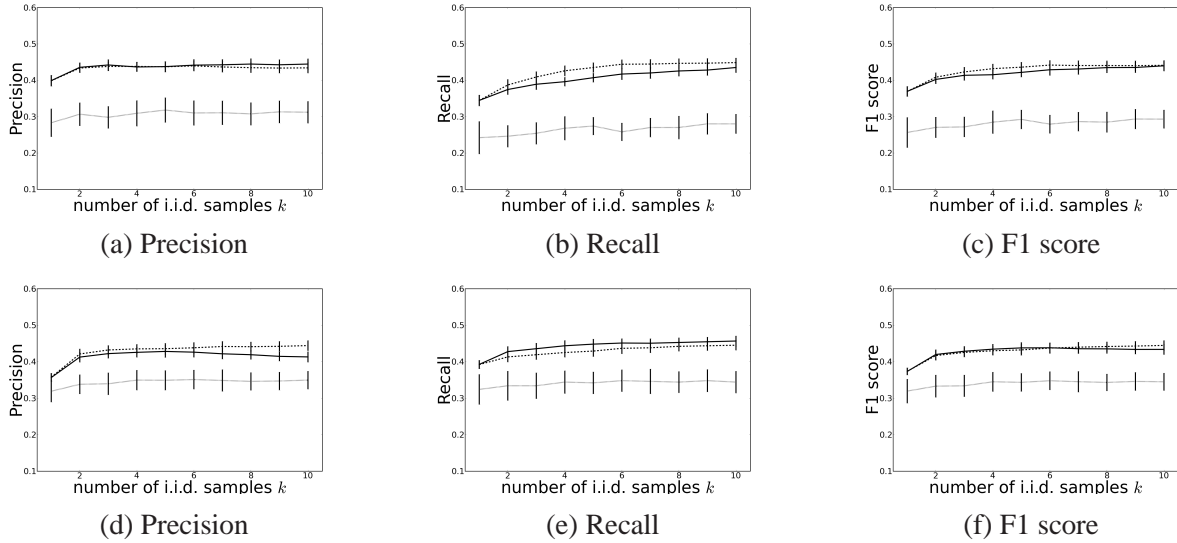 0.6
0.5
0.4
0.3
0.2
0.1
Precision
2 4 6 8 10
number of i.i.d. samples k
(a) Precision
0.6
0.5
0.4
0.3
0.2
0.1
Recall
2 4 6 8 10
number of i.i.d. samples k
(b) Recall
0.6
0.5
0.4
0.3
0.2
0.1
F1 score
2 4 6 8 10
number of i.i.d. samples k
(c) F1 score
0.6
0.5
0.4
0.3
0.2
0.1
Precision
2 4 6 8 10
number of i.i.d. samples k
(d) Precision
0.6
0.5
0.4
0.3
0.2
0.1
Recall
2 4 6 8 10
number of i.i.d. samples k
(e) Recall
0.6
0.5
0.4
0.3
0.2
0.1
F1 score
2 4 6 8 10
number of i.i.d. samples k
(f) F1 score